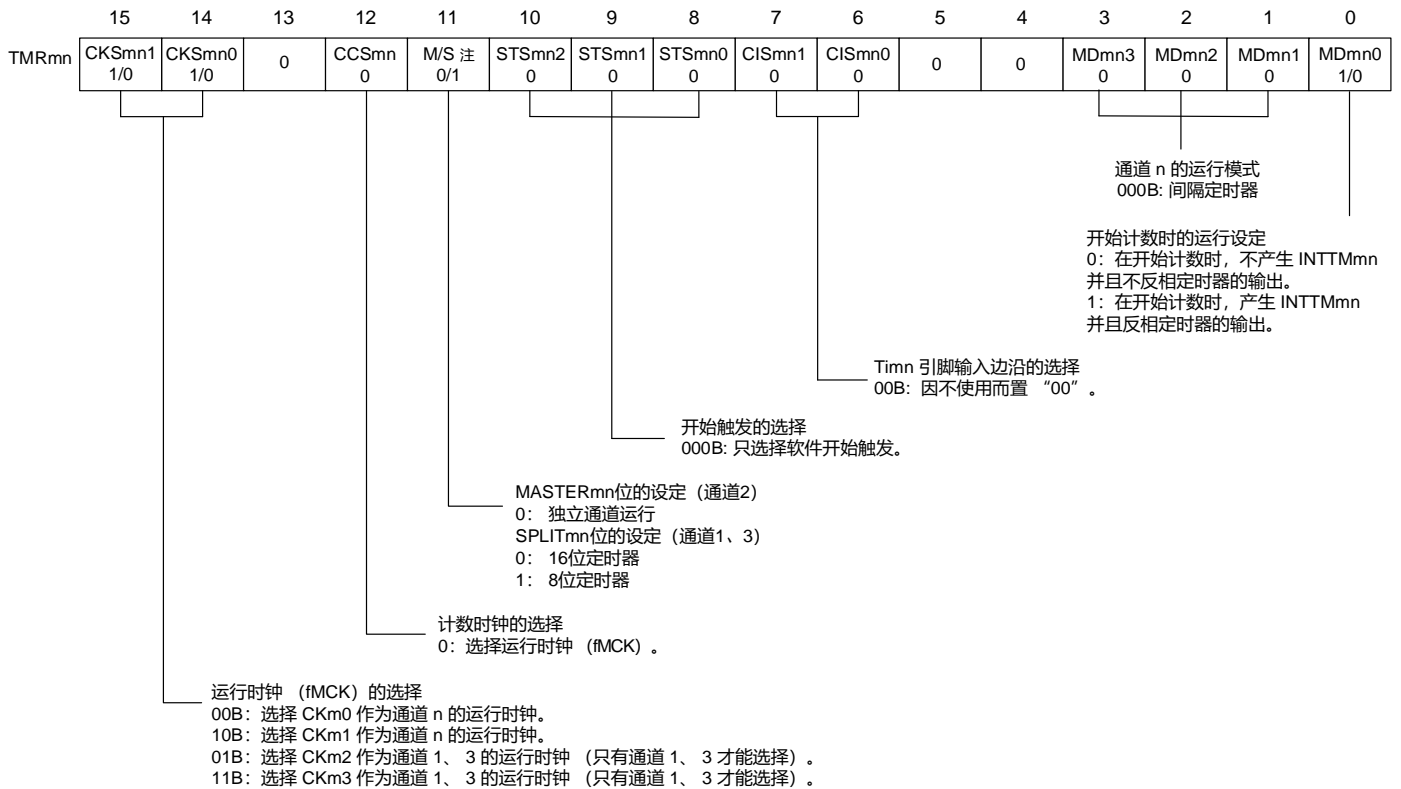 15 14 13 12 11 10 9 8 7 6 5 4 3 2 1 0
TMRmn CKSmn1 CKSmn0 0 CCSmn M/S 注 STSmn2 STSmn1 STSmn0 CISmn1 CISmn0 0 0 MDmn3 MDmn2 MDmn1 MDmn0
1/0 1/0 0 0/1 0 0 0 0 0 0 0 0 1/0
通道 n 的运行模式
000B: 间隔定时器
开始计数时的运行设定
0：在开始计数时，不产生 INTTMmn
并且不反相定时器的输出。
1：在开始计数时，产生 INTTMmn
并且反相定时器的输出。
Timn 引脚输入边沿的选择
00B：因不使用而置 “00”。
开始触发的选择
000B: 只选择软件开始触发。
MASTERmn位的设定（通道2）
0： 独立通道运行
SPLITmn位的设定（通道1、3）
0： 16位定时器
1： 8位定时器
计数时钟的选择
0：选择运行时钟 （fMCK）。
运行时钟 （fMCK）的选择
00B：选择 CKm0 作为通道 n 的运行时钟。
10B：选择 CKm1 作为通道 n 的运行时钟。
01B：选择 CKm2 作为通道 1、 3 的运行时钟 （只有通道 1、 3 才能选择）。
11B：选择 CKm3 作为通道 1、 3 的运行时钟 （只有通道 1、 3 才能选择）。